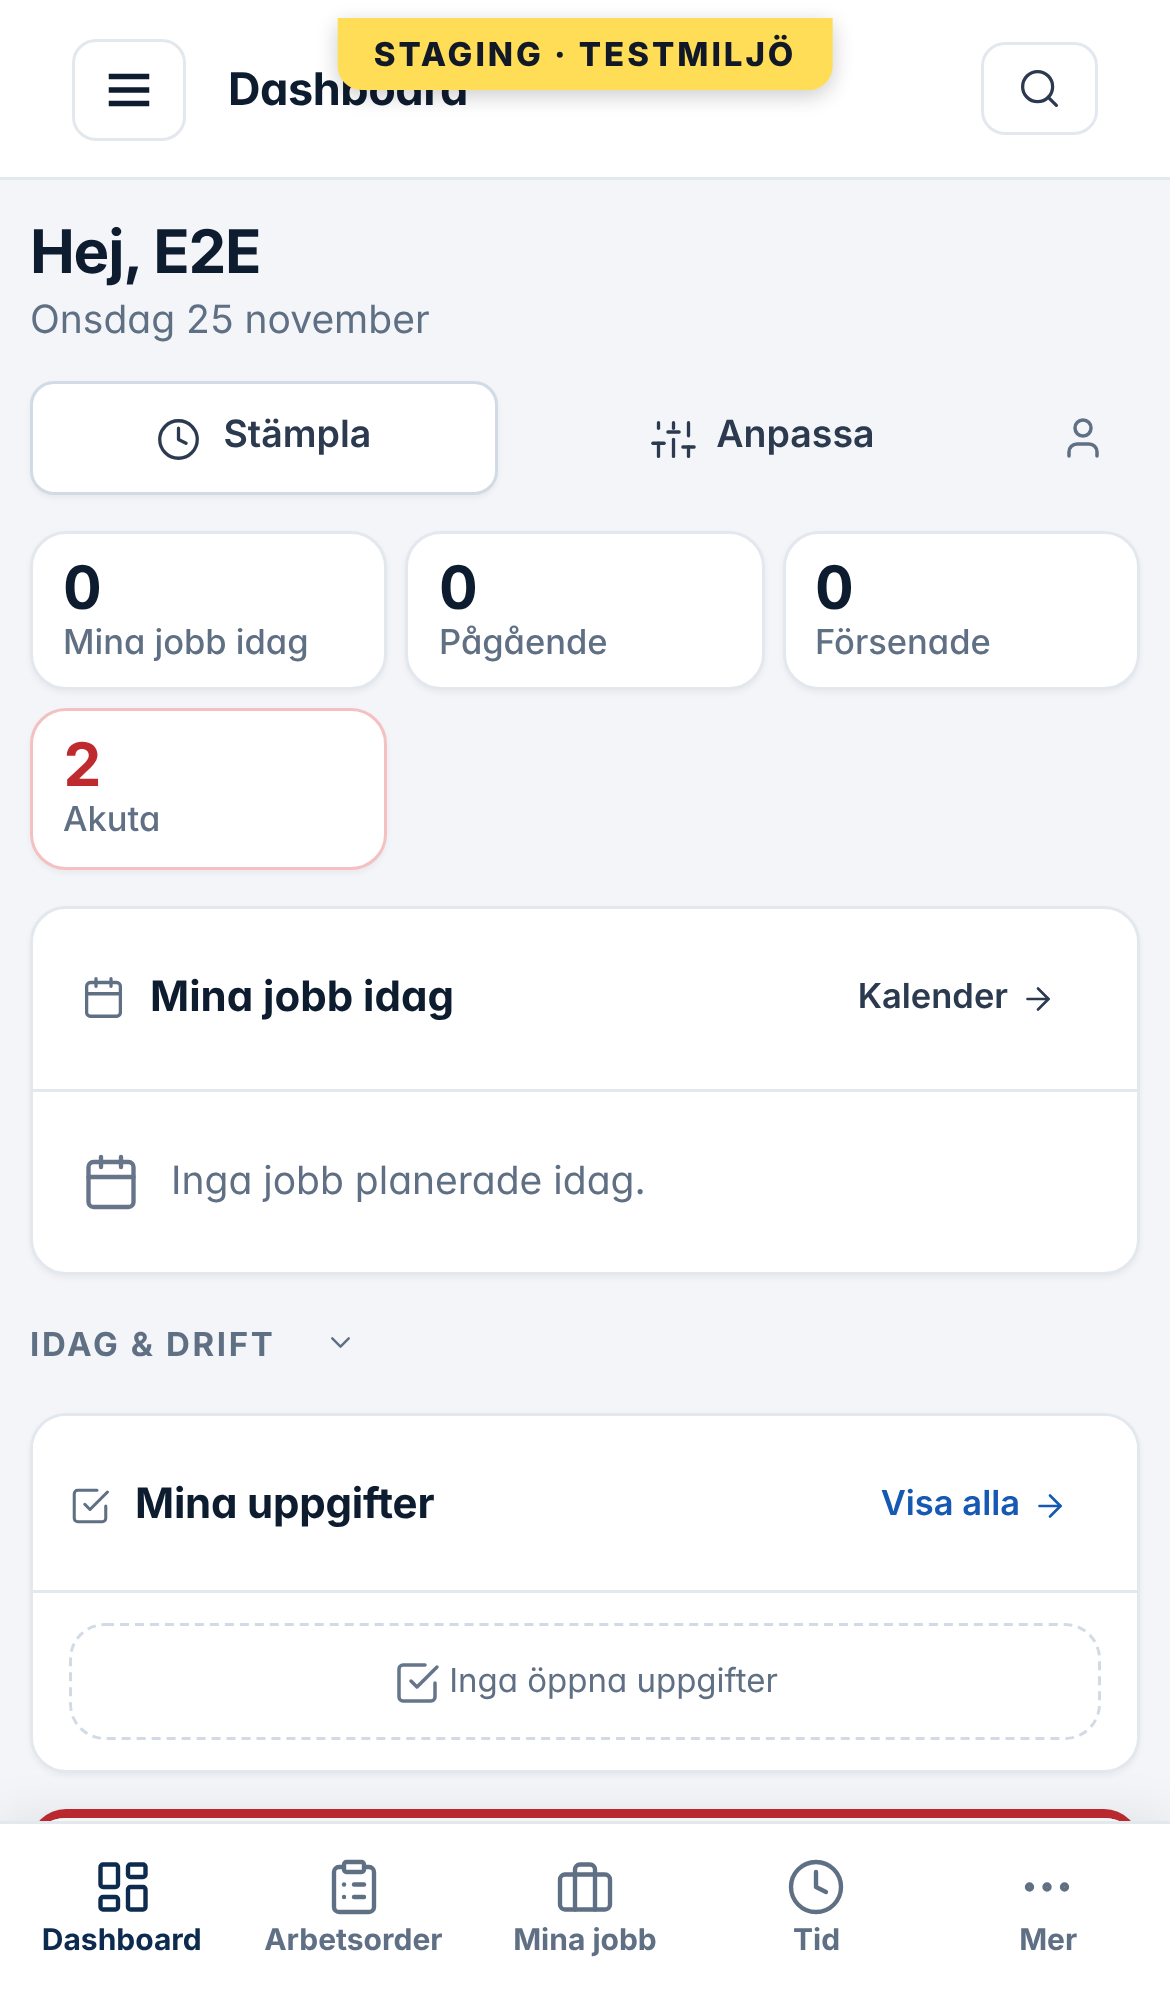 STAGING · TESTMILJÖ
Dashboard
Hej, E2E
Onsdag 25 november
Stämpla
Anpassa
0
Mina jobb idag
0
Pågående
0
Försenade
2
Akuta
Mina jobb idag
Kalender →
Inga jobb planerade idag.
IDAG & DRIFT
Mina uppgifter
Visa alla →
Inga öppna uppgifter
Dashboard
Arbetsorder
Mina jobb
Tid
Mer